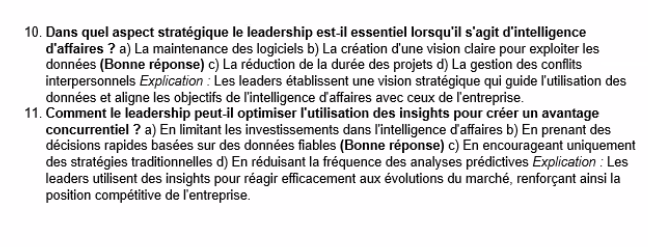 10. Dans quel aspect stratégique le leadership est-il essentiel lorsqu'il s'agit d'intelligence
d'affaires ? a) La maintenance des logiciels b) La création d'une vision claire pour exploiter les
données (Bonne réponse) c) La réduction de la durée des projets d) La gestion des conflits
interpersonnels Explication : Les leaders établissent une vision stratégique qui guide l'utilisation des
données et aligne les objectifs de l'intelligence d'affaires avec ceux de l'entreprise.
11. Comment le leadership peut-il optimiser l'utilisation des insights pour créer un avantage
concurrentiel ? a) En limitant les investissements dans l'intelligence d'affaires b) En prenant des
décisions rapides basées sur des données fiables (Bonne réponse) c) En encourageant uniquement
des stratégies traditionnelles d) En réduisant la fréquence des analyses prédictives Explication : Les
leaders utilisent des insights pour réagir efficacement aux évolutions du marché, renforçant ainsi la
position compétitive de l'entreprise.